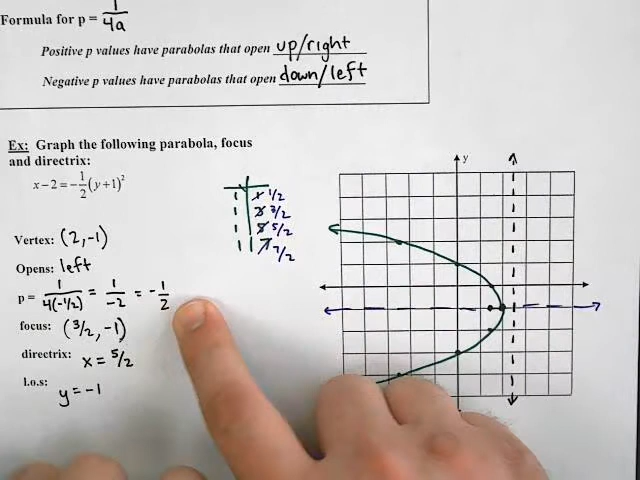 Formula for p = 1/4a
Positive p values have parabolas that open up/right
Negative p values have parabolas that open down/left
Ex: Graph the following parabola, focus
and directrix:
x-2=-1/2(y+1)²
1 1/2
1 3 3/2
1 5 5/2
1 7 7/2
Vertex: (2,-1)
Opens: left
p = 1/4(-1/2) = 1/-2 = -1/2
focus: (3/2, -1)
directrix: x = 5/2
l.o.s: y = -1
y